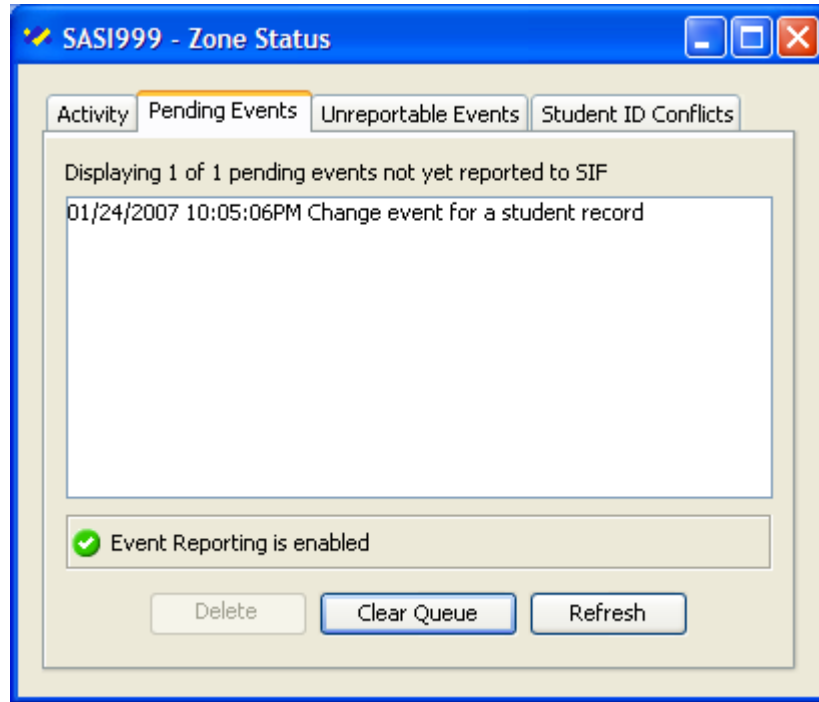 SASI999 - Zone Status
Activity Pending Events Unreportable Events Student ID Conflicts
Displaying 1 of 1 pending events not yet reported to SIF
01/24/2007 10:05:06PM Change event for a student record
Event Reporting is enabled
Delete Clear Queue Refresh